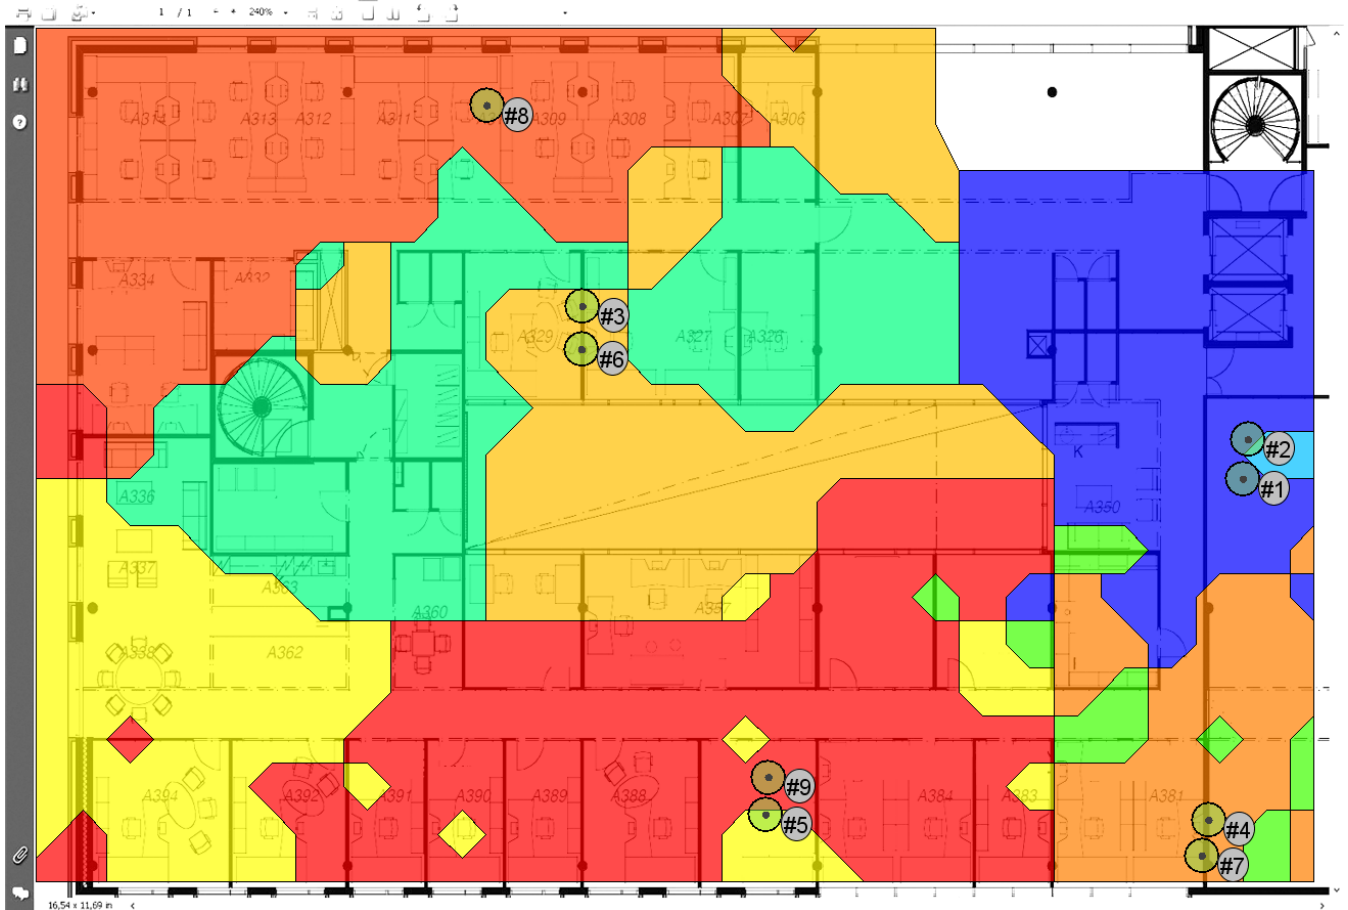 1 / 1 240%
A314 A313 A312 A311 #8 A309 A308 A307 A306
A334 A332
#3
A329 A327 A326
#6
#2
K
#1
A336 A350
A337
A363
A360 A357
A338 A362
#9
A394 A392 A391 A390 A389 A388 A384 A383 A381
#5 #4
#7
16,54 x 11,69 in